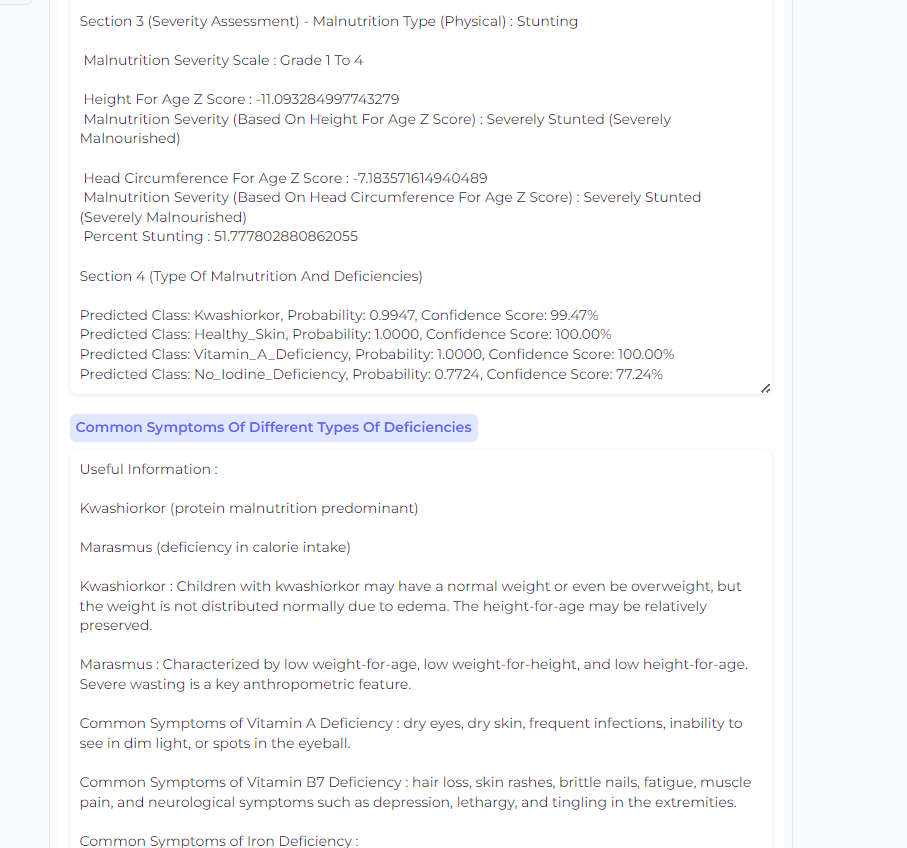 Section 3 (Severity Assessment) - Malnutrition Type (Physical) : Stunting
Malnutrition Severity Scale : Grade 1 To 4
Height For Age Z Score : -11.093284997743279
Malnutrition Severity (Based On Height For Age Z Score) : Severely Stunted (Severely
Malnourished)
Head Circumference For Age Z Score : -7.183571614940489
Malnutrition Severity (Based On Head Circumference For Age Z Score) : Severely Stunted
(Severely Malnourished)
Percent Stunting : 51.777802880862055
Section 4 (Type Of Malnutrition And Deficiencies)
Predicted Class: Kwashiorkor, Probability: 0.9947, Confidence Score: 99.47%
Predicted Class: Healthy_Skin, Probability: 1.0000, Confidence Score: 100.00%
Predicted Class: Vitamin_A_Deficiency, Probability: 1.0000, Confidence Score: 100.00%
Predicted Class: No_Iodine_Deficiency, Probability: 0.7724, Confidence Score: 77.24%
Common Symptoms Of Different Types Of Deficiencies
Useful Information :
Kwashiorkor (protein malnutrition predominant)
Marasmus (deficiency in calorie intake)
Kwashiorkor : Children with kwashiorkor may have a normal weight or even be overweight, but
the weight is not distributed normally due to edema. The height-for-age may be relatively
preserved.
Marasmus : Characterized by low weight-for-age, low weight-for-height, and low height-for-age.
Severe wasting is a key anthropometric feature.
Common Symptoms of Vitamin A Deficiency : dry eyes, dry skin, frequent infections, inability to
see in dim light, or spots in the eyeball.
Common Symptoms of Vitamin B7 Deficiency : hair loss, skin rashes, brittle nails, fatigue, muscle
pain, and neurological symptoms such as depression, lethargy, and tingling in the extremities.
Common Symptoms of Iron Deficiency :